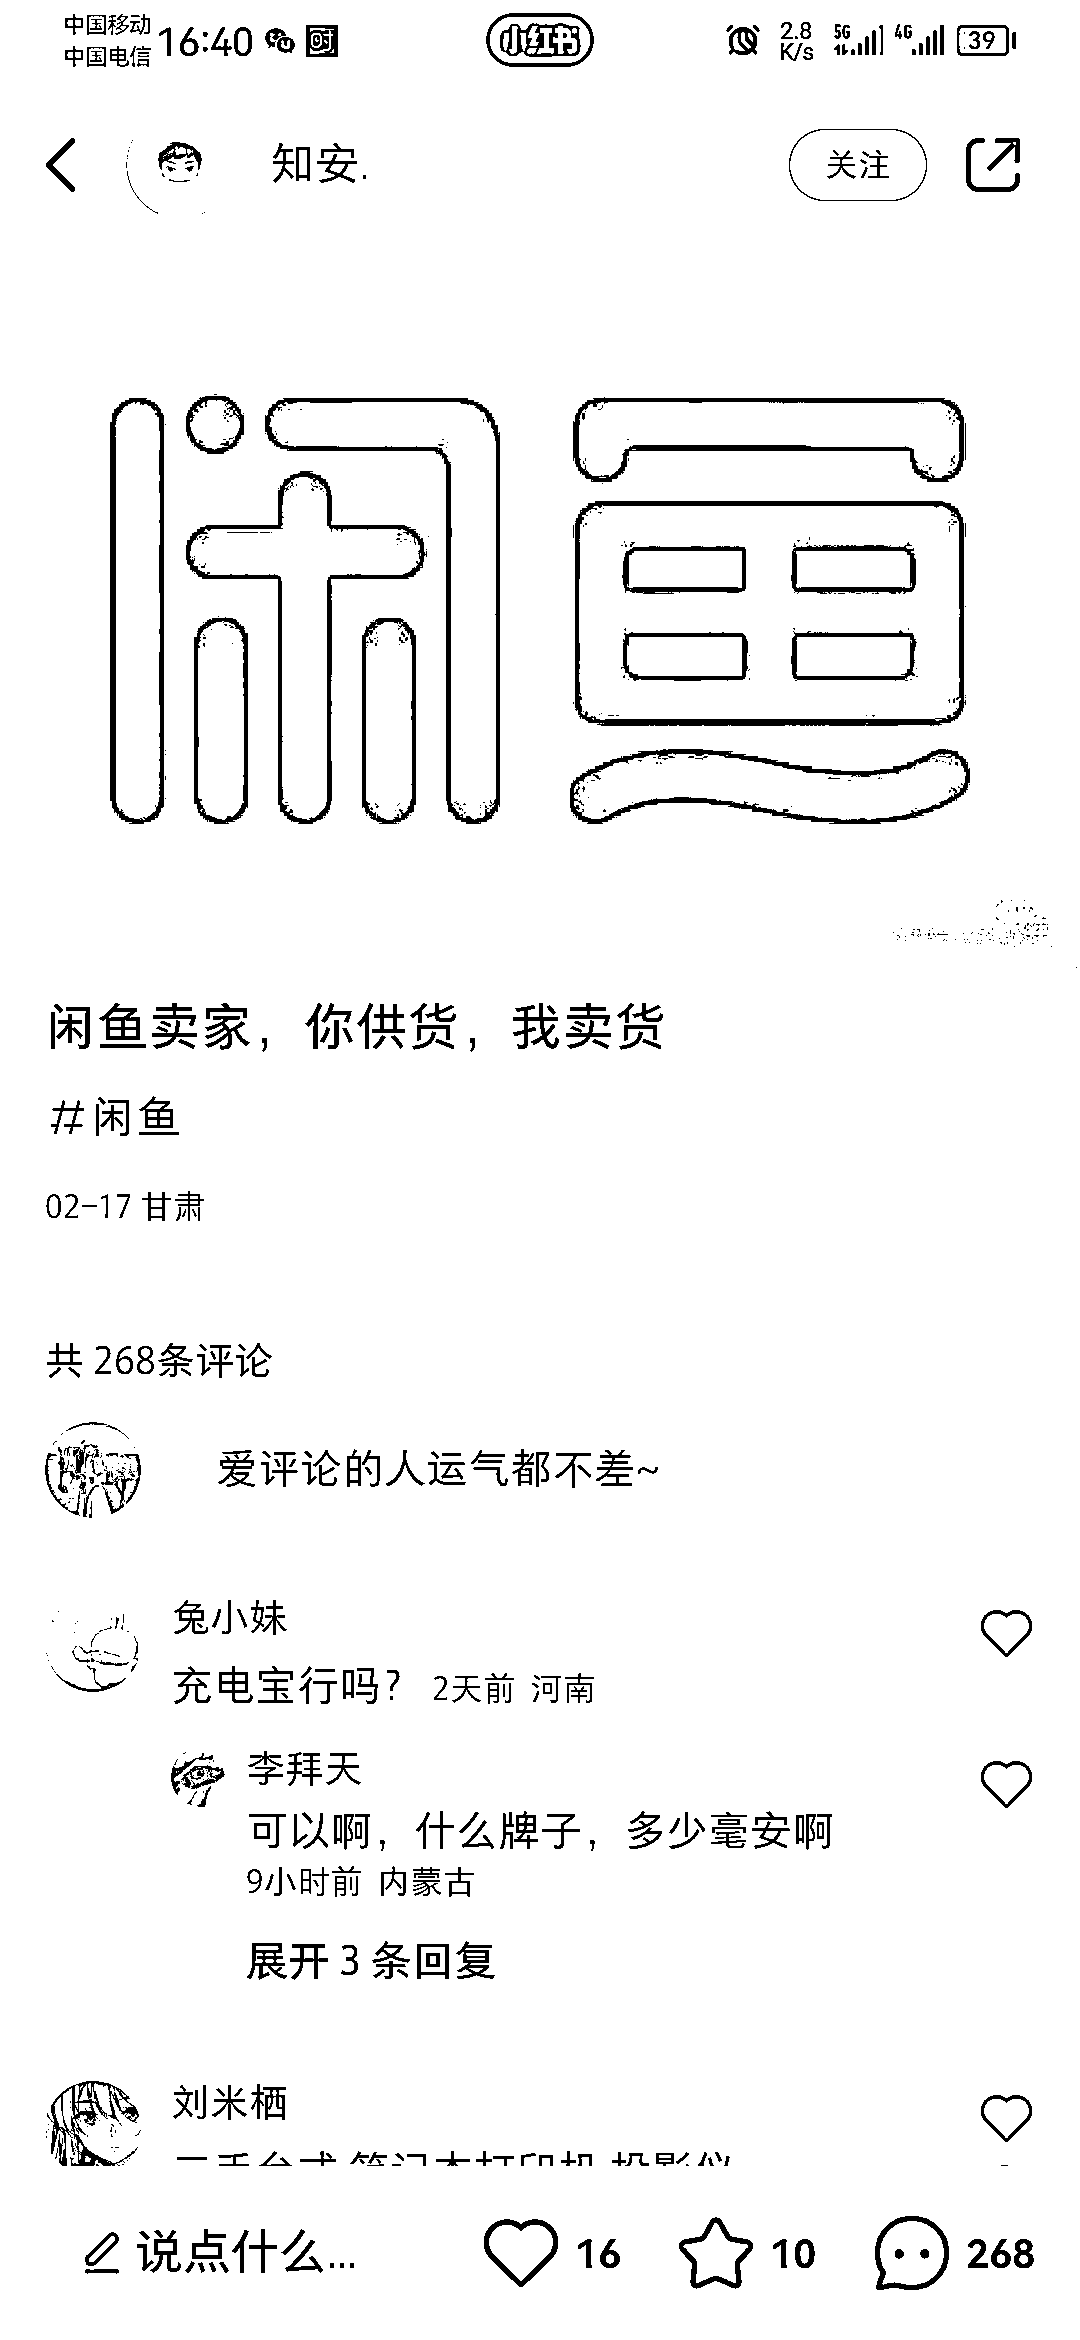 中国移动
中国电信
16:40
小红书
2.8
K/s
5G
4G
39
知安.
关注
闲鱼
闲鱼卖家，你供货，我卖货
#闲鱼
02-17 甘肃
共 268条评论
爱评论的人运气都不差~
兔小妹
充电宝行吗？ 2天前 河南
李拜天
可以啊，什么牌子，多少毫安啊
9小时前 内蒙古
展开 3 条回复
刘米栖
说点什么...
16
10
268